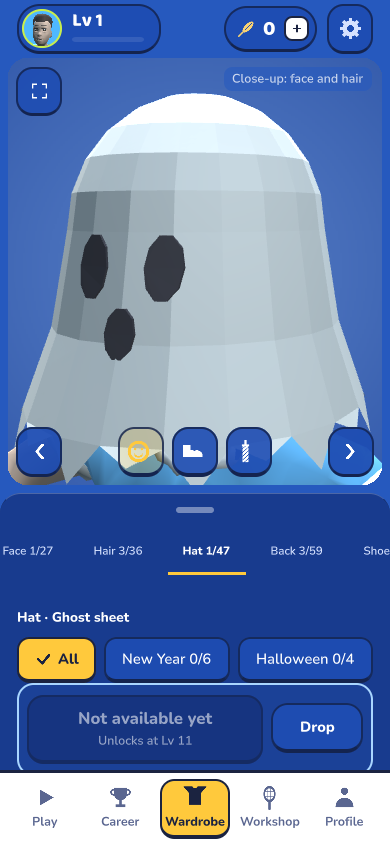 Lv 1
0
+
Close-up: face and hair
Face 1/27
Hair 3/36
Hat 1/47
Back 3/59
Shoe
Hat · Ghost sheet
All
New Year 0/6
Halloween 0/4
Not available yet
Unlocks at Lv 11
Drop
Play
Career
Wardrobe
Workshop
Profile